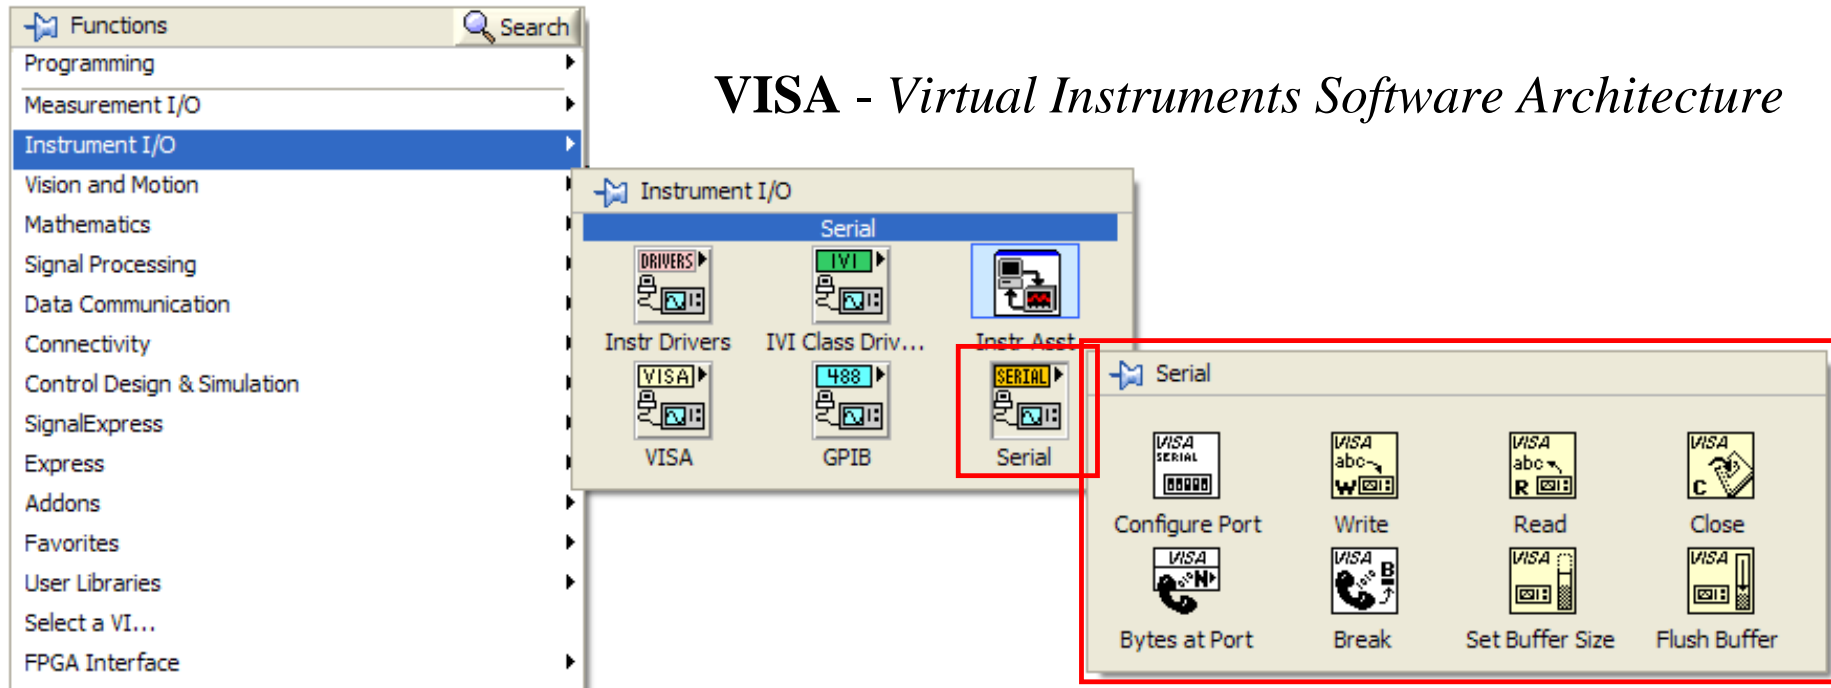 Functions
Search
Programming
Measurement I/O
Instrument I/O
Vision and Motion
Mathematics
Signal Processing
Data Communication
Connectivity
Control Design & Simulation
SignalExpress
Express
Addons
Favorites
User Libraries
Select a VI...
FPGA Interface
VISA - Virtual Instruments Software Architecture
Instrument I/O
Serial
DRIVERS
IVI
Instr Drivers
IVI Class Driv...
Instr Asst
VISA
488
SERIAL
VISA
GPIB
Serial
Serial
VISA SERIAL
VISA abc W
VISA abc R
VISA C
Configure Port
Write
Read
Close
VISA N
VISA B
VISA
VISA
Bytes at Port
Break
Set Buffer Size
Flush Buffer